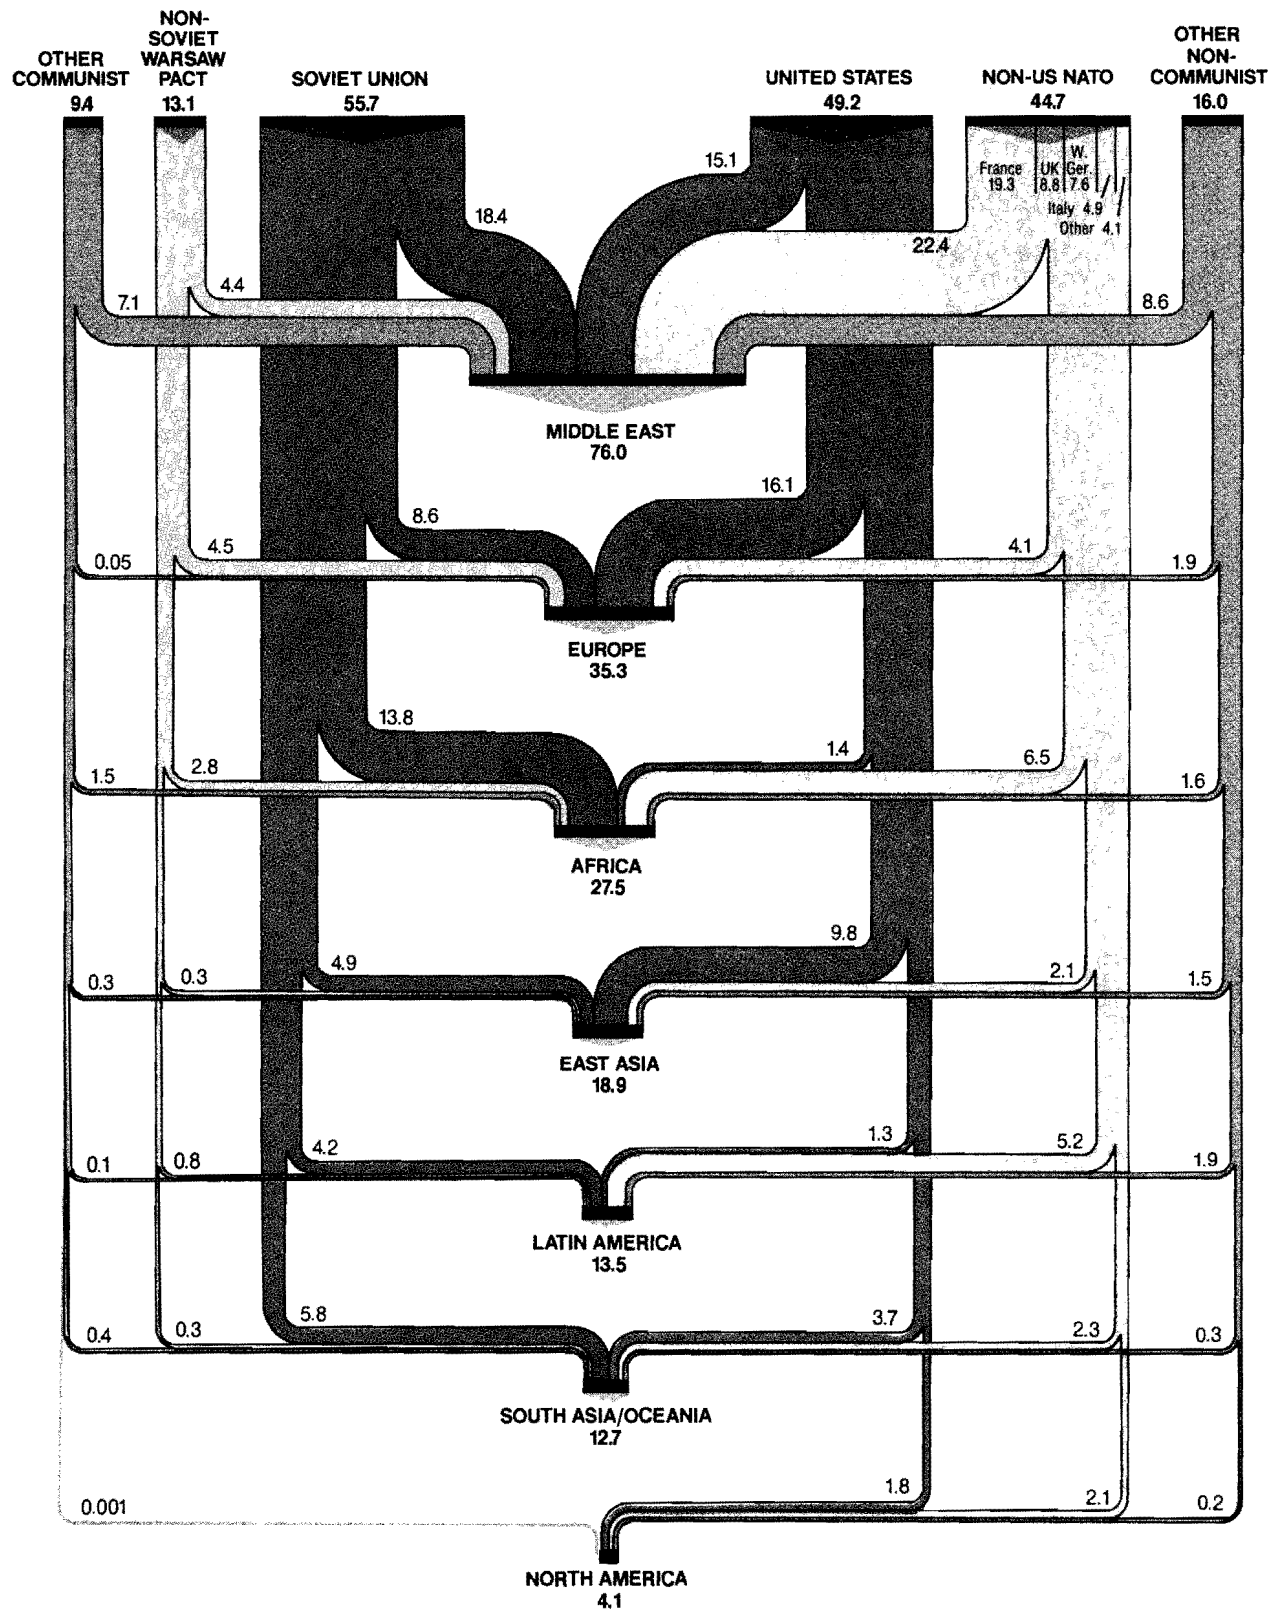 OTHER
COMMUNIST
9.4
NON-
SOVIET
WARSAW
PACT
13.1
SOVIET UNION
55.7
UNITED STATES
49.2
NON-US NATO
44.7
OTHER
NON-
COMMUNIST
16.0
France
19.3
UK
8.8
W.
Ger.
7.6
Italy 4.9
Other 4.1
15.1
18.4
22.4
4.4
7.1
8.6
MIDDLE EAST
76.0
16.1
8.6
4.5
4.1
0.05
1.9
EUROPE
35.3
13.8
1.4
6.5
2.8
1.5
1.6
AFRICA
27.5
9.8
4.9
2.1
0.3
0.3
1.5
EAST ASIA
18.9
1.3
4.2
5.2
0.8
0.1
1.9
LATIN AMERICA
13.5
5.8
3.7
2.3
0.4
0.3
0.3
SOUTH ASIA/OCEANIA
12.7
1.8
0.001
2.1
0.2
NORTH AMERICA
4.1